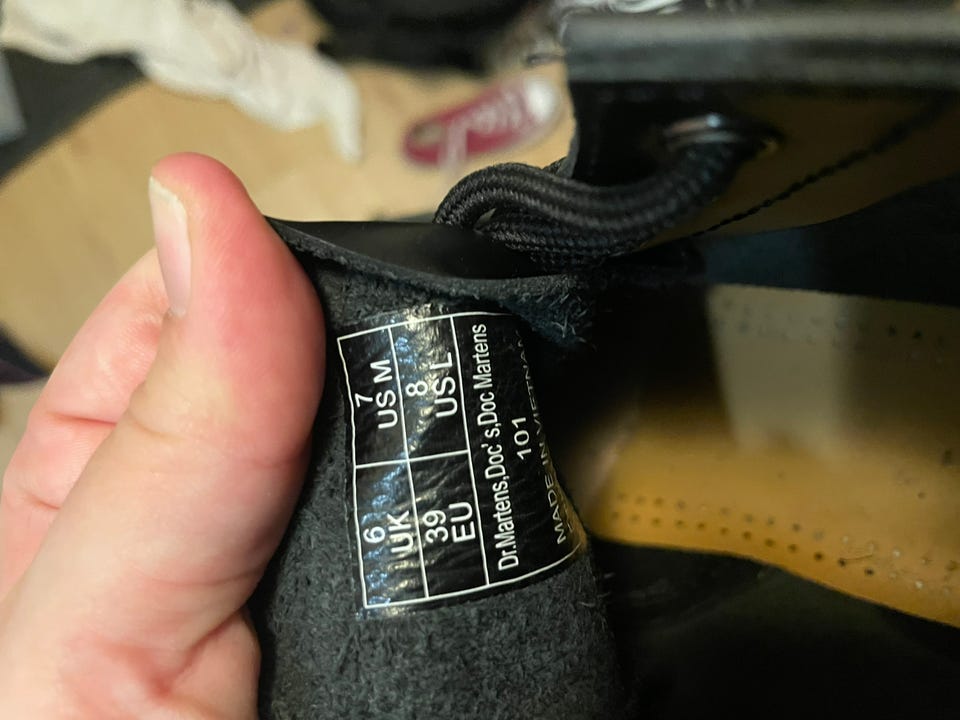 6 7
UK US M
39 8
EU US L
Dr.Martens,Doc's,Doc Martens
101
MADE IN VIETNAM